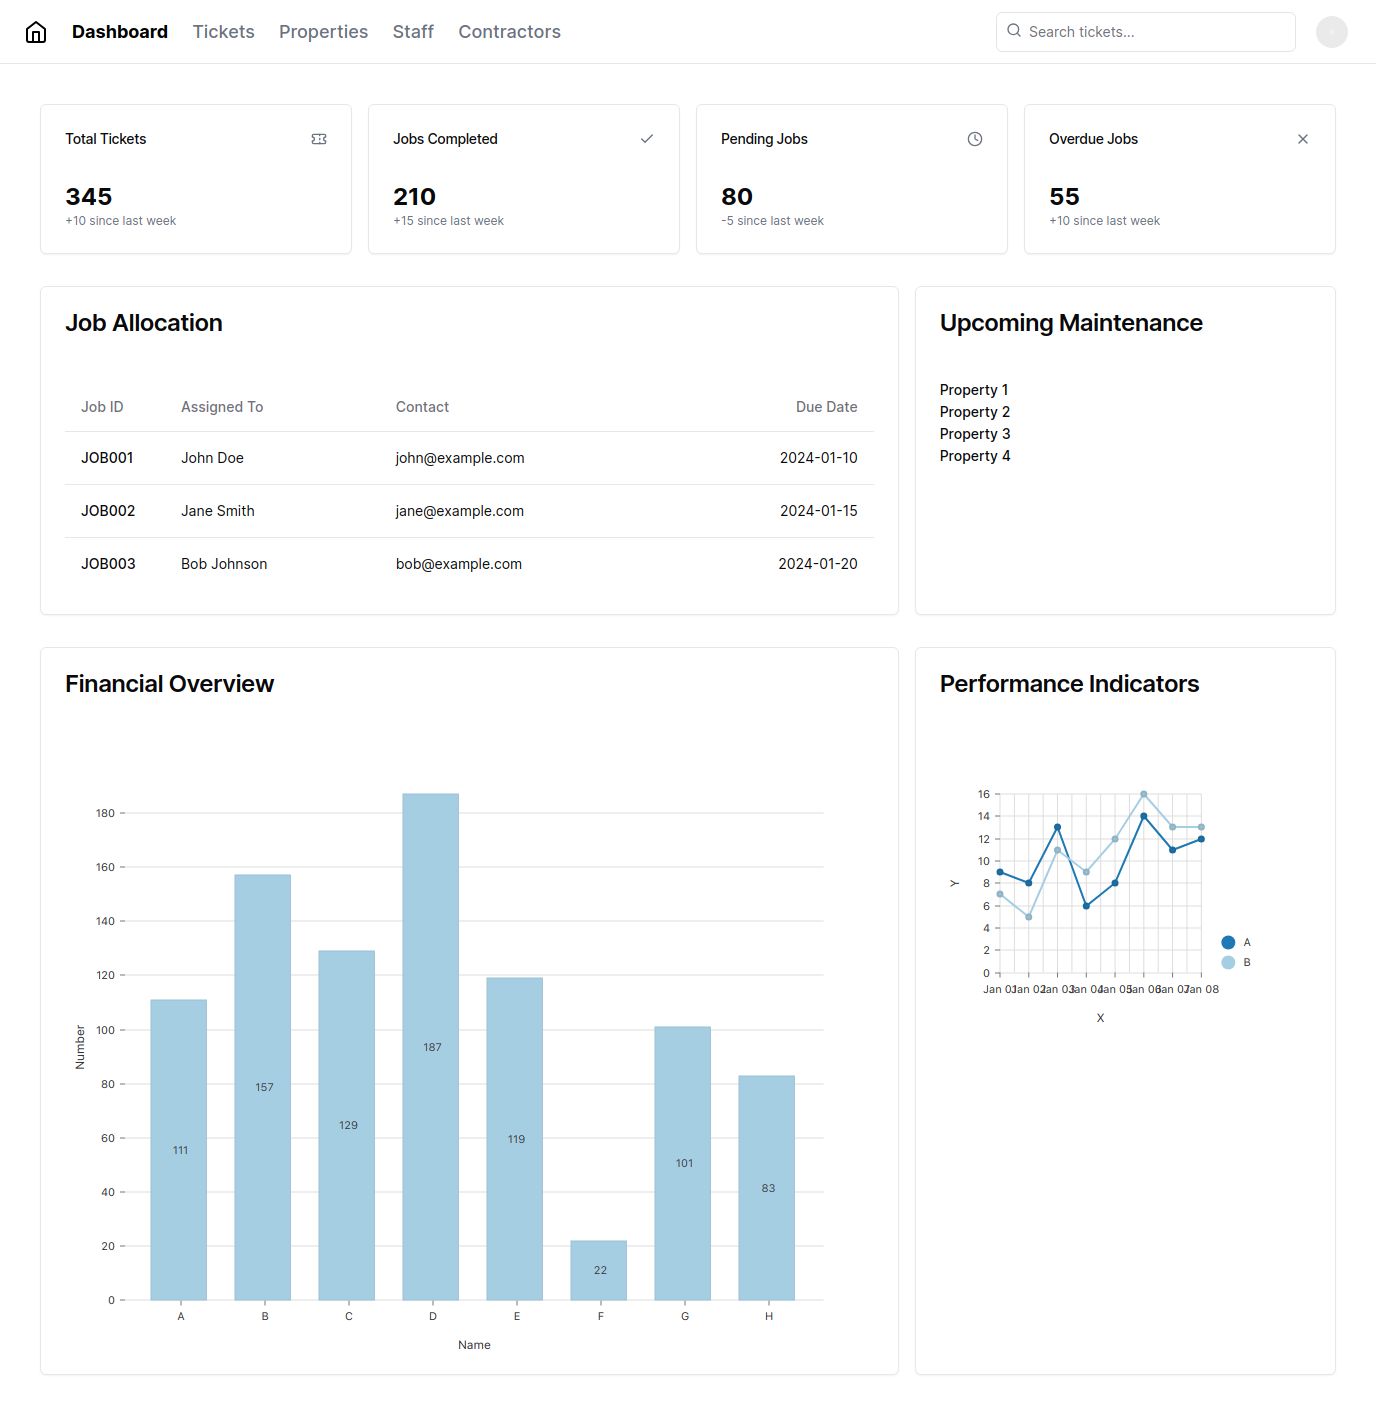 Dashboard Tickets Properties Staff Contractors Search tickets...
Total Tickets
345
+10 since last week
Jobs Completed
210
+15 since last week
Pending Jobs
80
-5 since last week
Overdue Jobs
55
+10 since last week
Job Allocation
Job ID Assigned To Contact Due Date
JOB001 John Doe john@example.com 2024-01-10
JOB002 Jane Smith jane@example.com 2024-01-15
JOB003 Bob Johnson bob@example.com 2024-01-20
Upcoming Maintenance
Property 1
Property 2
Property 3
Property 4
Financial Overview
180
160
140
120
100
80
60
40
20
0
Number
111
157
129
187
119
22
101
83
A B C D E F G H
Name
Performance Indicators
16
14
12
10
8
6
4
2
0
Y
Jan 01 Jan 02 Jan 03 Jan 04 Jan 05 Jan 06 Jan 07 Jan 08
X
A
B